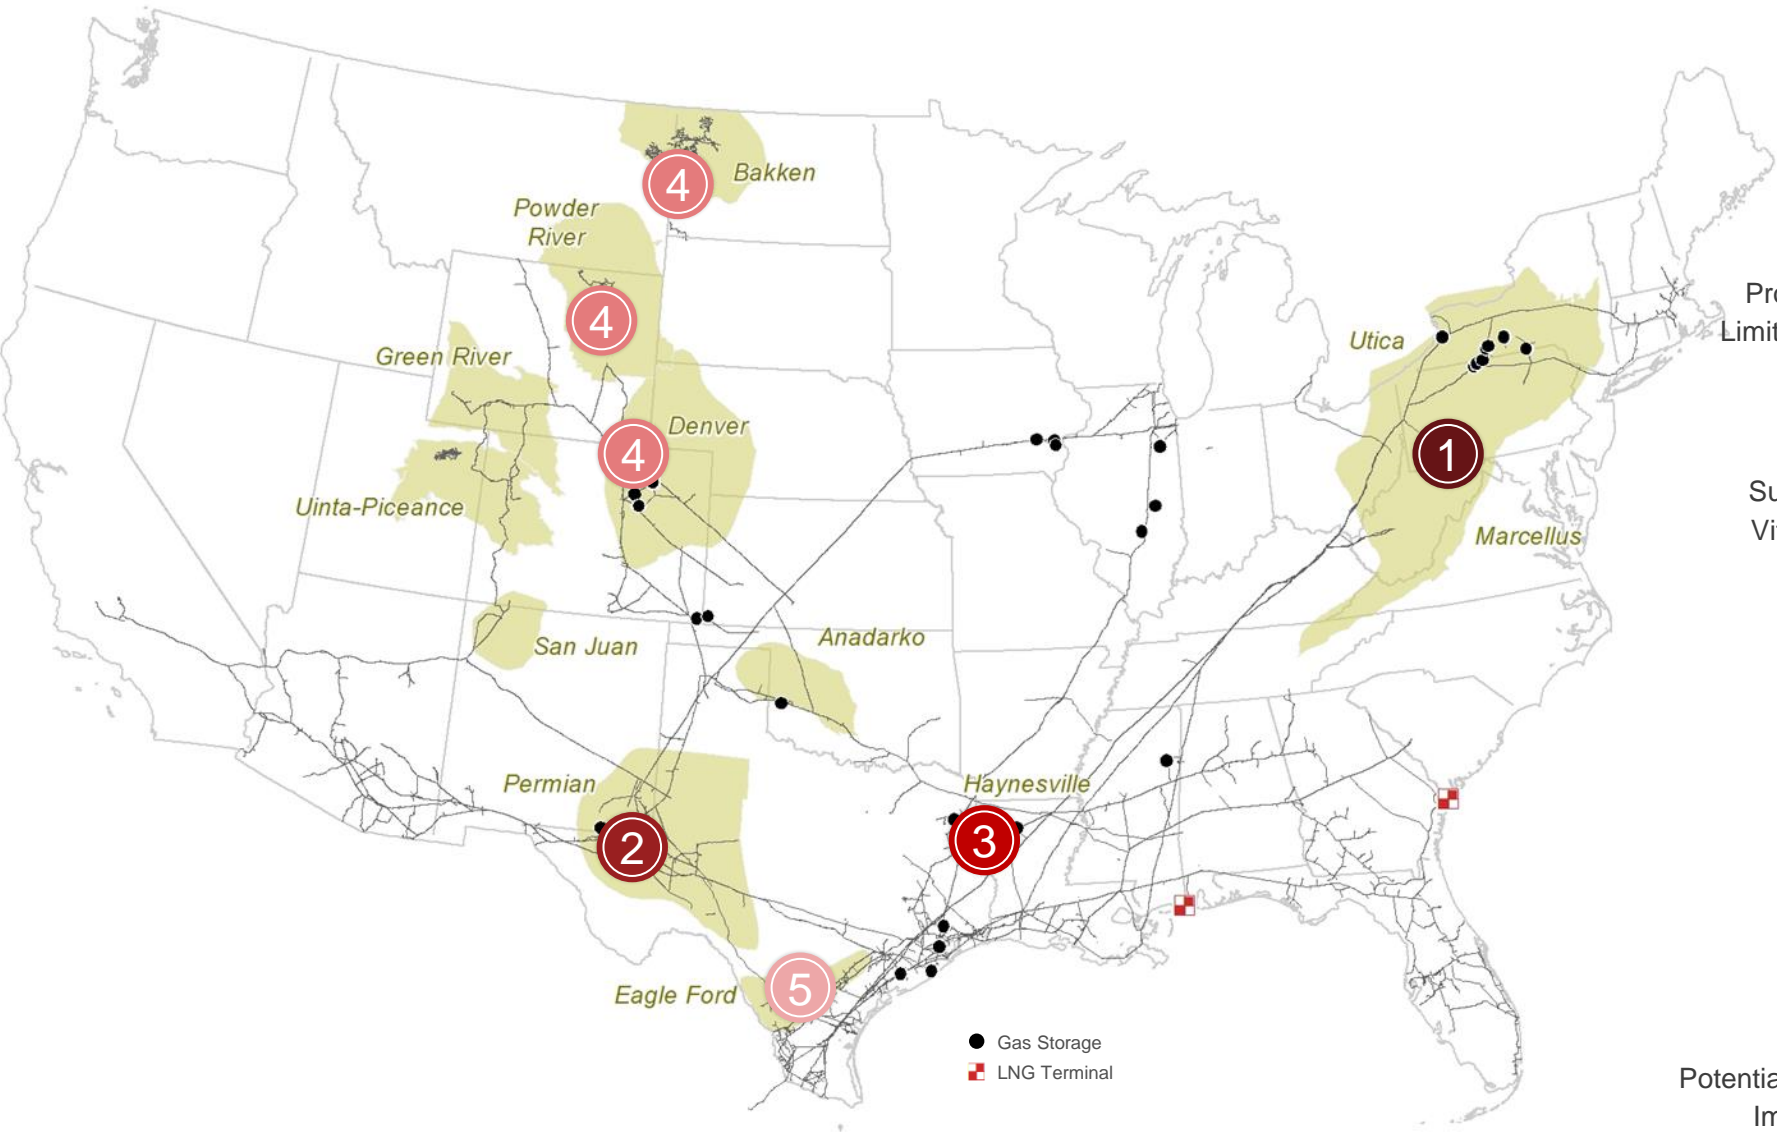 Bakken
4
Powder
River
4
Green River
Utica
Denver
4
1
Uinta-Piceance
Marcellus
San Juan
Anadarko
Permian
Haynesville
2
3
Eagle Ford
5
Gas Storage
LNG Terminal